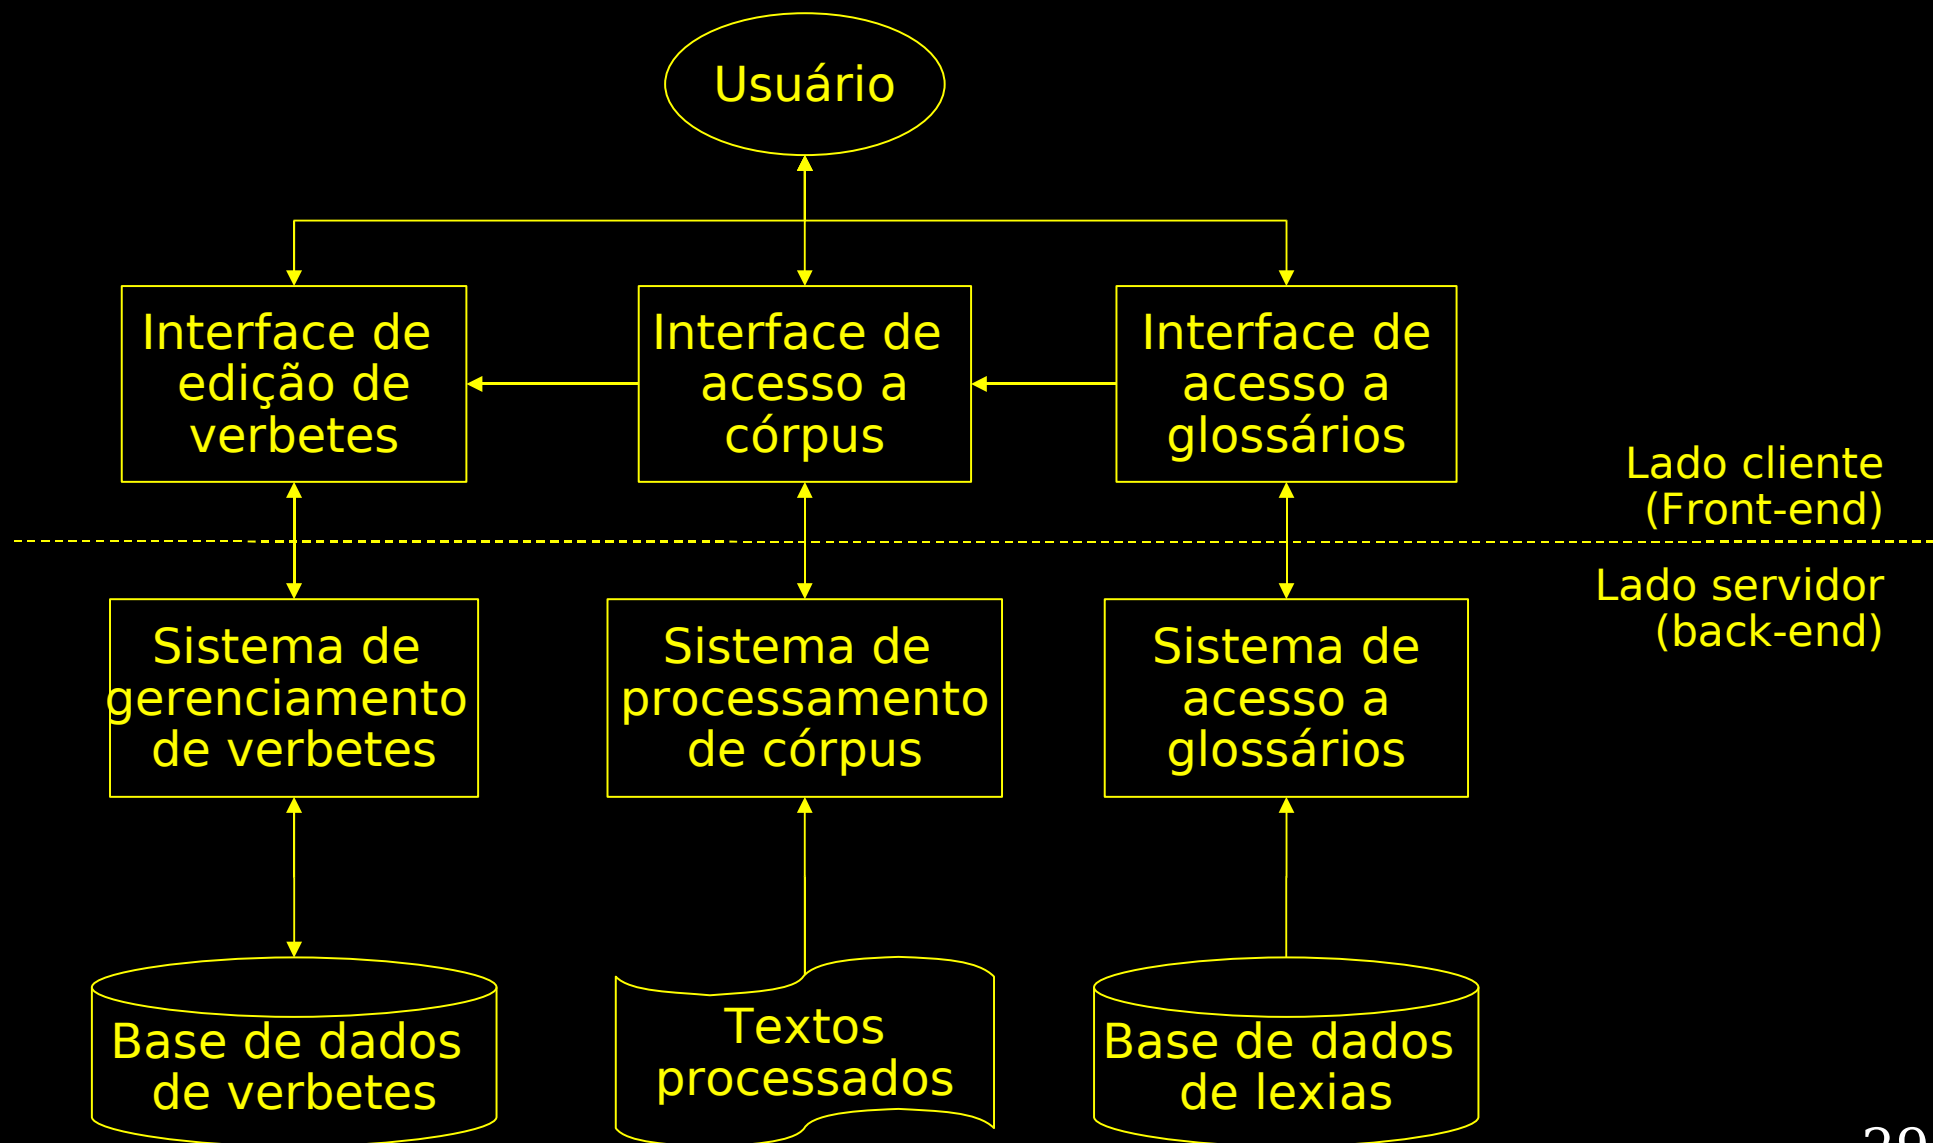 Usuário
Interface de
edição de
verbetes
Interface de
acesso a
córpus
Interface de
acesso a
glossários
Lado cliente
(Front-end)
Lado servidor
(back-end)
Sistema de
gerenciamento
de verbetes
Sistema de
processamento
de córpus
Sistema de
acesso a
glossários
Base de dados
de verbetes
Textos
processados
Base de dados
de lexias